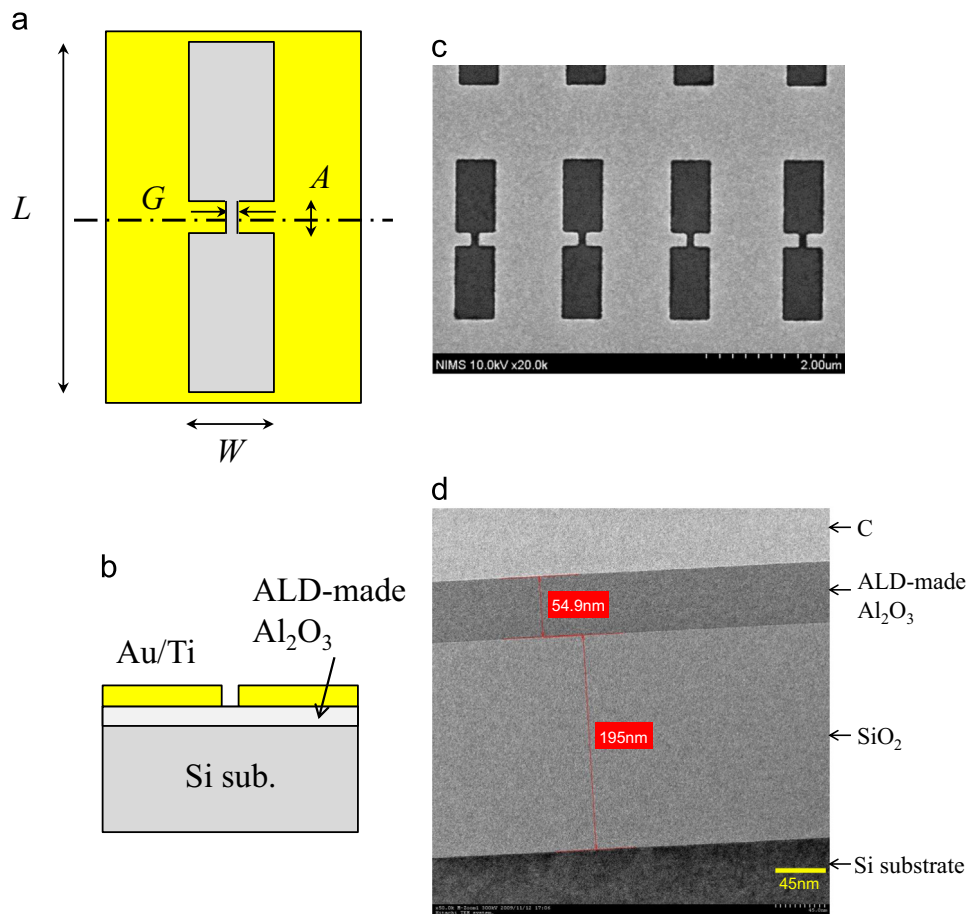 a
L
G
A
W
c
NIMS 10.0kV x20.0k
2.00um
b
ALD-made
Al₂O₃
Au/Ti
Si sub.
d
C
ALD-made
Al₂O₃
54.9nm
195nm
SiO₂
Si substrate
45nm